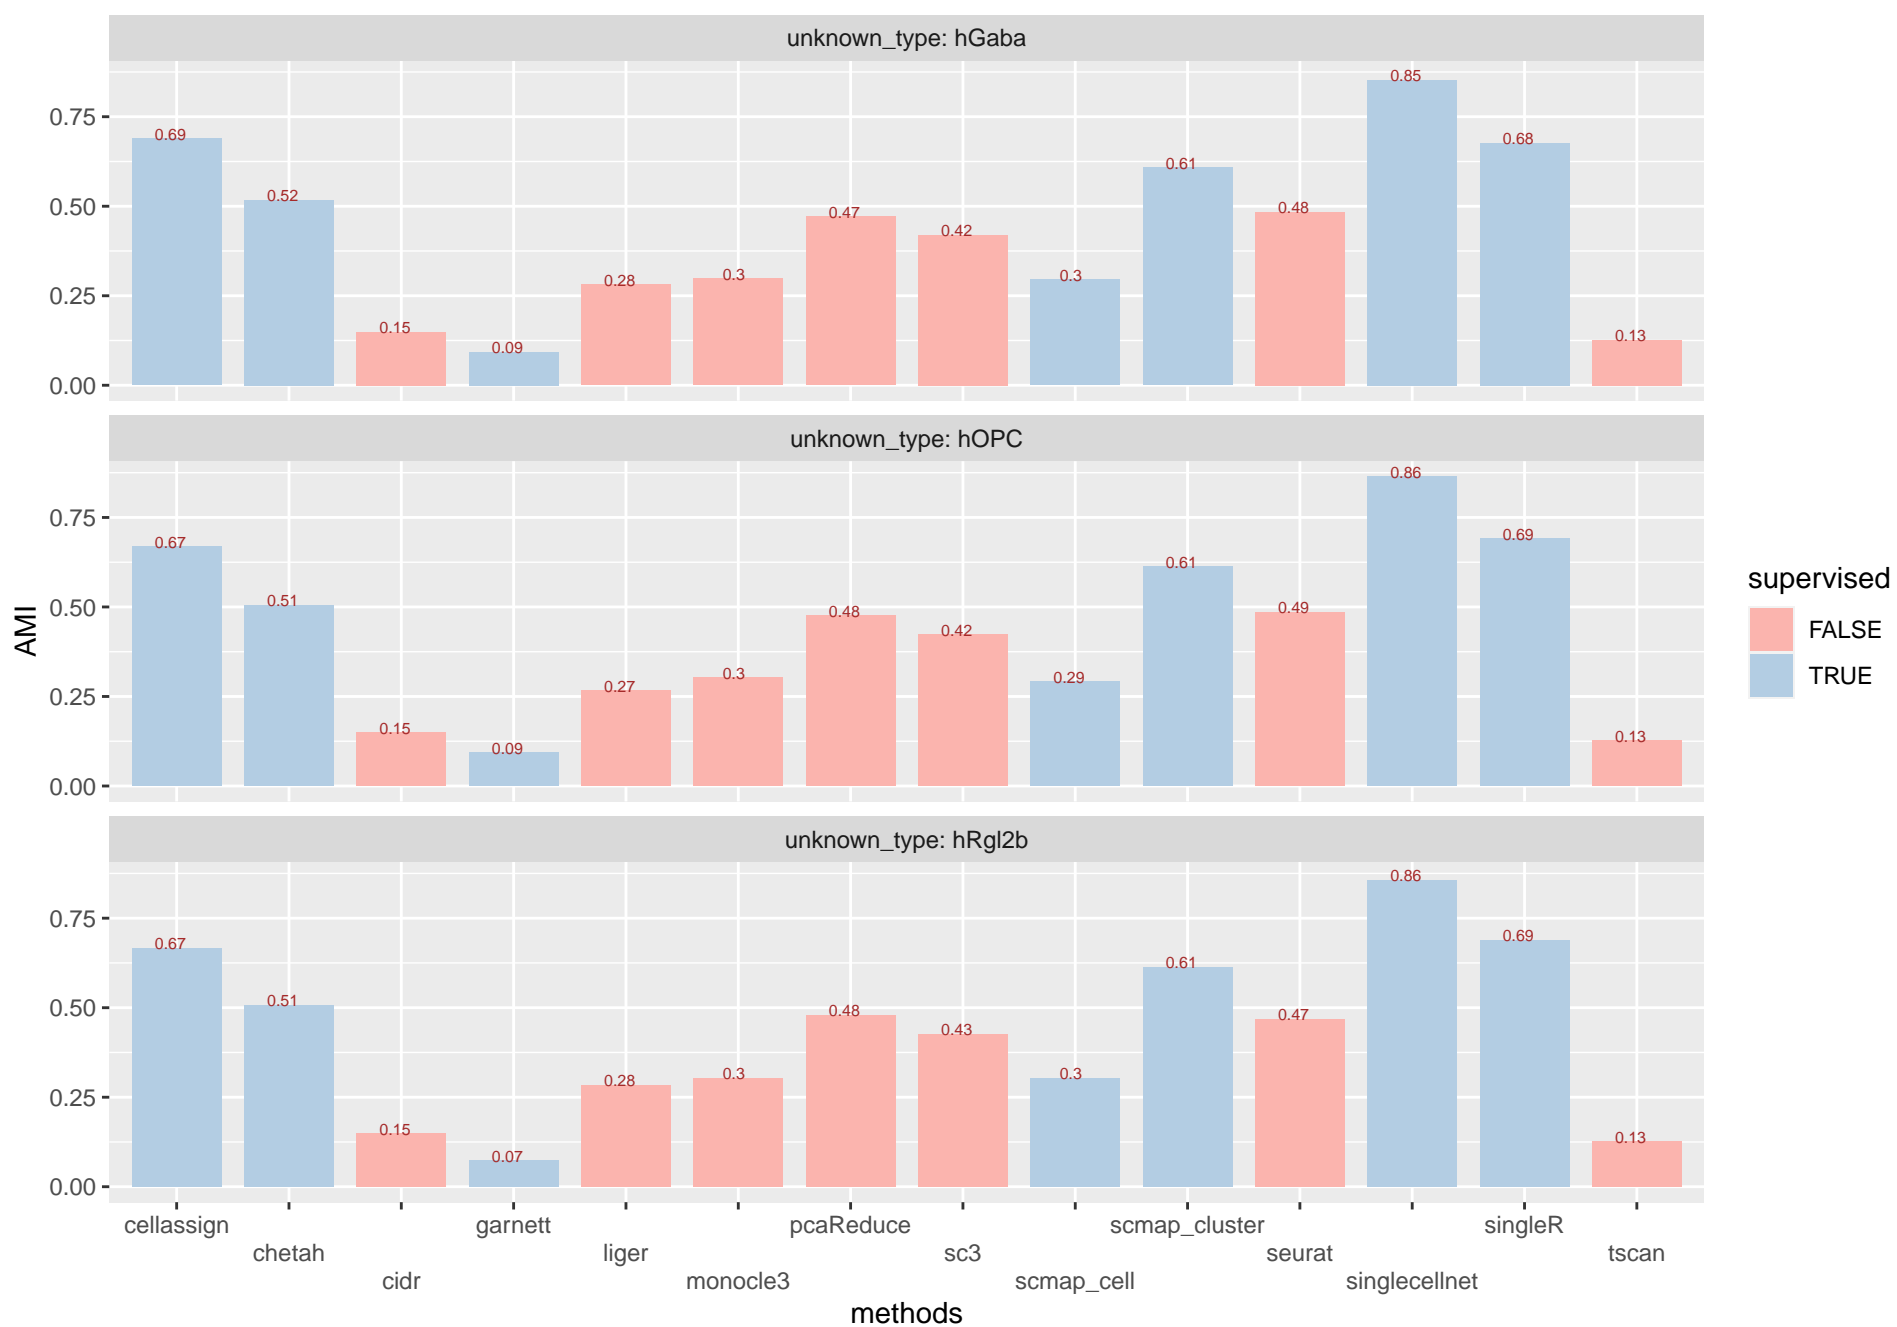 unknown_type: hGaba
0.69 0.52 0.15 0.09 0.28 0.3 0.47 0.42 0.3 0.61 0.48 0.85 0.68 0.13
0.75
0.50
0.25
0.00
unknown_type: hOPC
0.67 0.51 0.15 0.09 0.27 0.3 0.48 0.42 0.29 0.61 0.49 0.86 0.69 0.13
0.75
0.50
0.25
0.00
unknown_type: hRgl2b
0.67 0.51 0.15 0.07 0.28 0.3 0.48 0.43 0.3 0.61 0.47 0.86 0.69 0.13
0.75
0.50
0.25
0.00
AMI
cellassign garnett pcaReduce scmap_cluster singleR
chetah liger sc3 seurat tscan
cidr monocle3 scmap_cell singlecellnet
methods
supervised
FALSE
TRUE